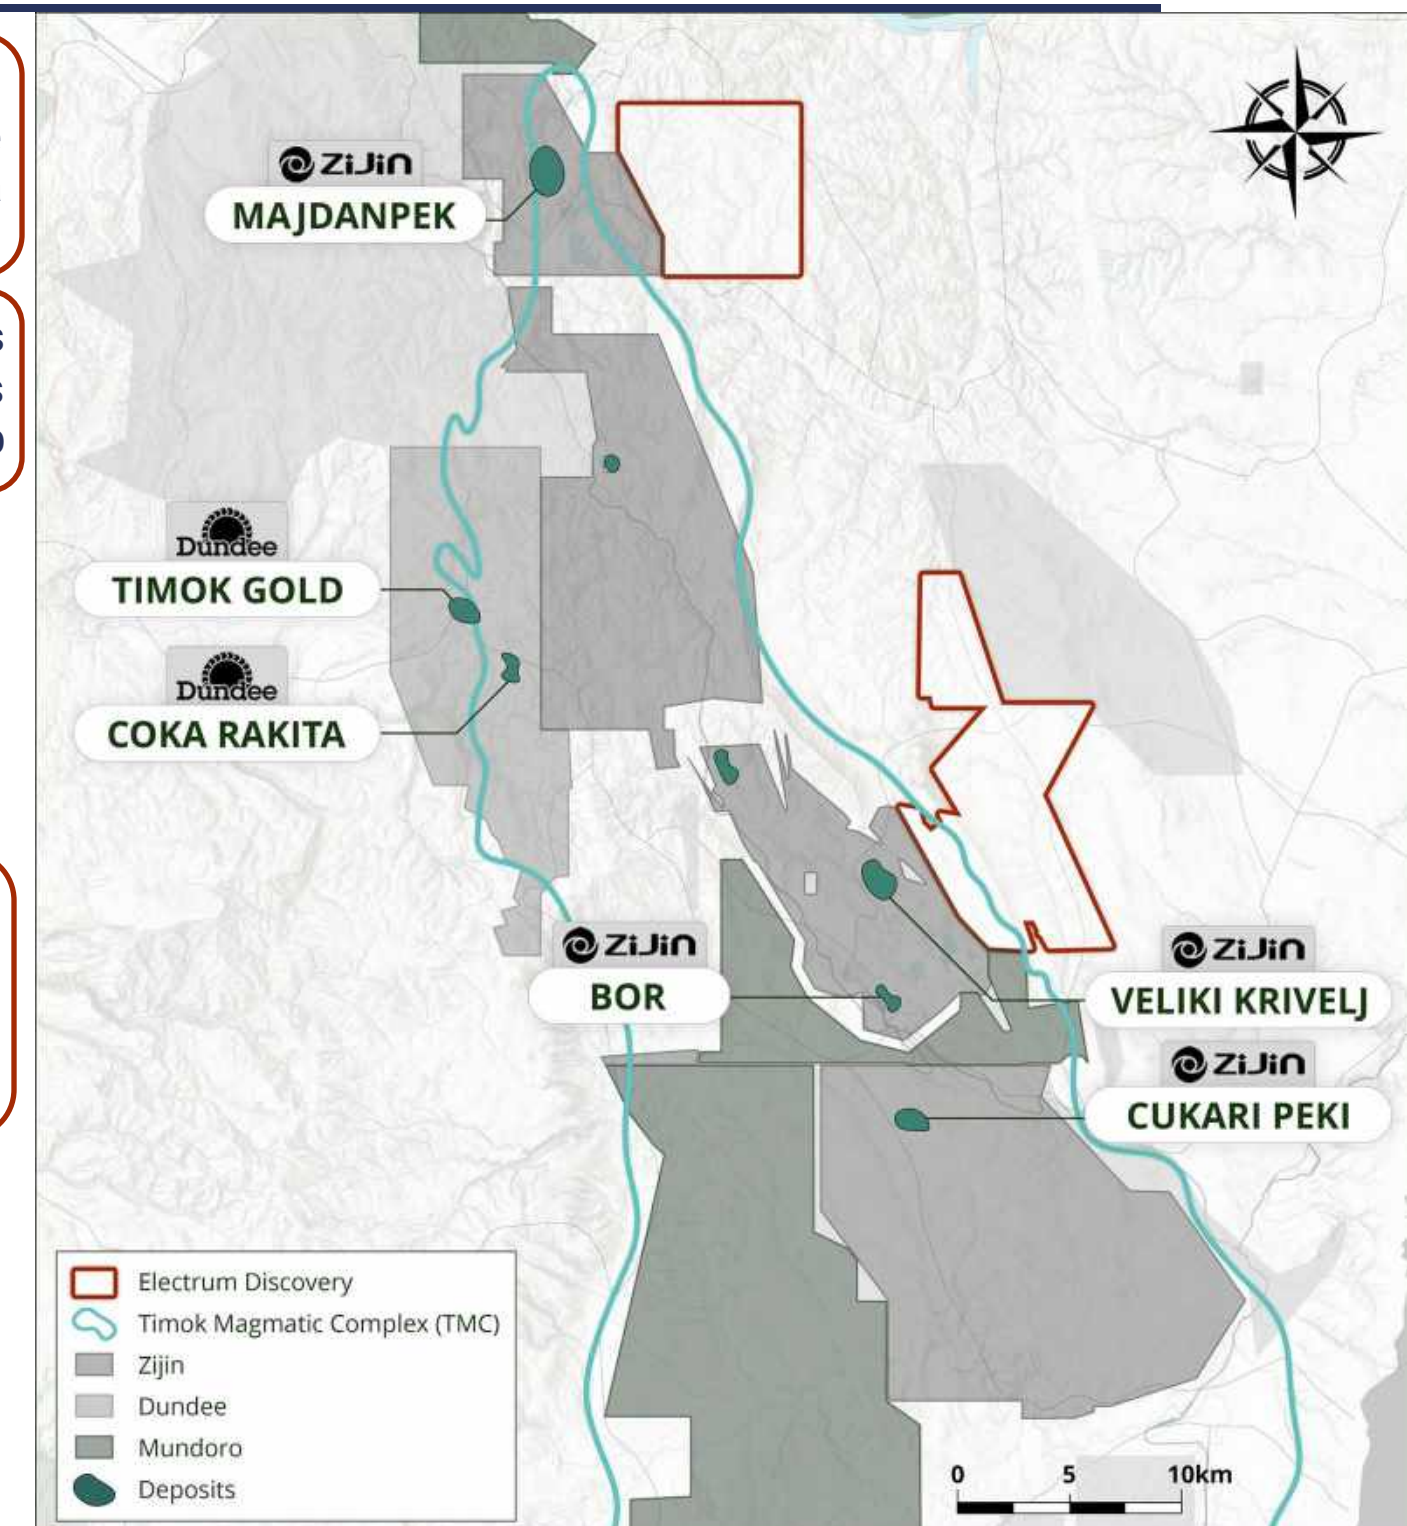 ZiJin
MAJDANPEK
Dundee
TIMOK GOLD
Dundee
COKA RAKITA
ZiJin
BOR
ZiJin
VELIKI KRIVELJ
ZiJin
CUKARI PEKI
Electrum Discovery
Timok Magmatic Complex (TMC)
Zijin
Dundee
Mundoro
Deposits
0 5 10km